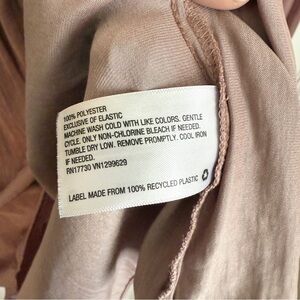 100% POLYESTER
EXCLUSIVE OF ELASTIC
MACHINE WASH COLD WITH LIKE COLORS. GENTLE
CYCLE. ONLY NON-CHLORINE BLEACH IF NEEDED.
TUMBLE DRY LOW. REMOVE PROMPTLY. COOL IRON
IF NEEDED.
RN17730 VN1299629
LABEL MADE FROM 100% RECYCLED PLASTIC